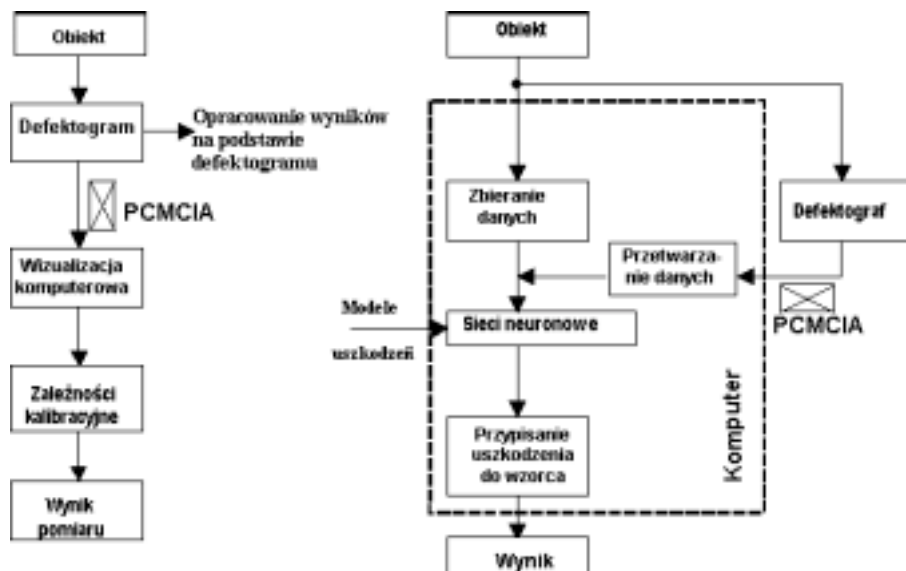 Obiekt
Defektogram
Opracowanie wyników
na podstawie
defektogramu
PCMCIA
Wizualizacja
komputerowa
Zależności
kalibracyjne
Wynik
pomiaru
Obiekt
Zbieranie
danych
Defektograf
Przetwarza-
nie danych
PCMCIA
Modele
uszkodzeń
Sieci neuronowe
Przypisanie
uszkodzenia
do wzorca
Komputer
Wynik